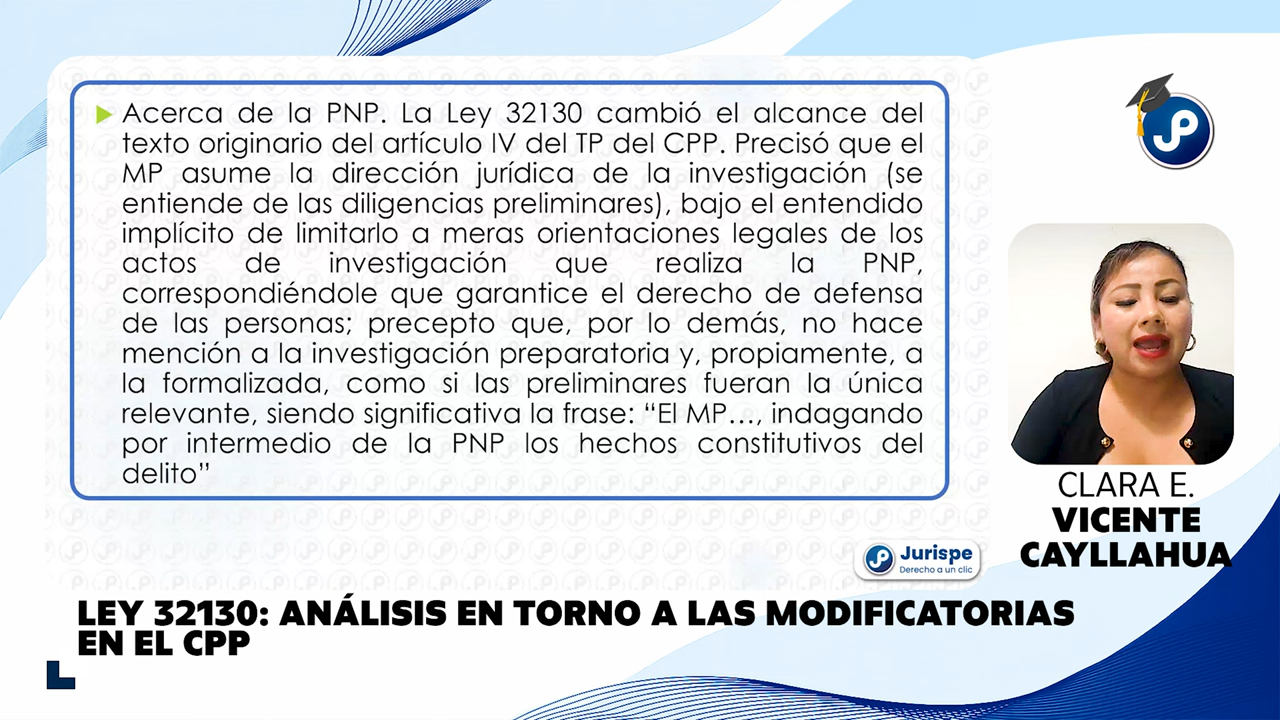 Acerca de la PNP. La Ley 32130 cambió el alcance del
texto originario del artículo IV del TP del CPP. Precisó que el
MP asume la dirección jurídica de la investigación (se
entiende de las diligencias preliminares), bajo el entendido
implícito de limitarlo a meras orientaciones legales de los
actos de investigación que realiza la PNP,
correspondiéndole que garantice el derecho de defensa
de las personas; precepto que, por lo demás, no hace
mención a la investigación preparatoria y, propiamente, a
la formalizada, como si las preliminares fueran la única
relevante, siendo significativa la frase: “El MP…, indagando
por intermedio de la PNP los hechos constitutivos del
delito”
JP
CLARA E.
VICENTE
CAYLLAHUA
JP
Jurispe
Derecho a un clic
LEY 32130: ANÁLISIS EN TORNO A LAS MODIFICATORIAS
EN EL CPP